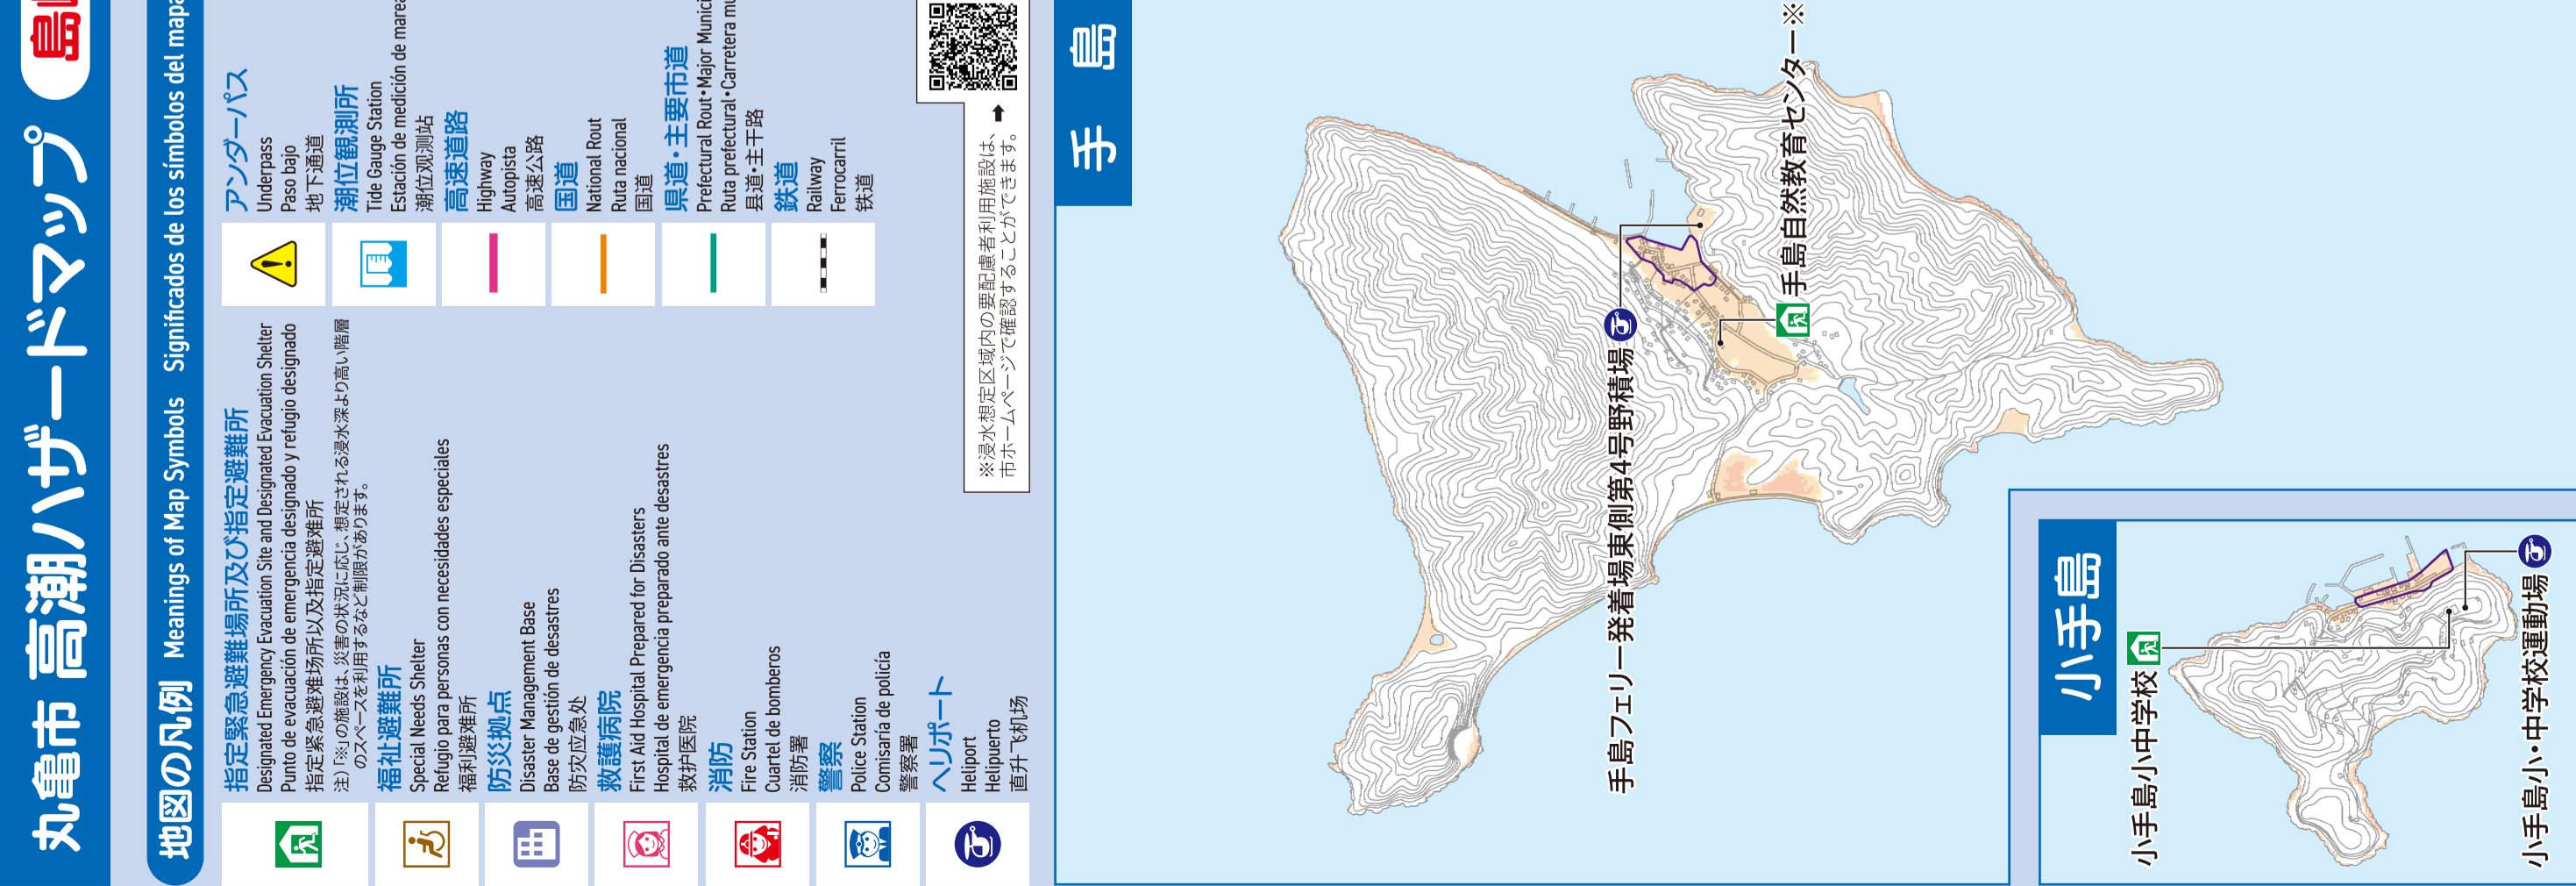 丸亀市 高潮ハザードマップ
地図の凡例 Meanings of Map Symbols Significados de los símbolos del mapa
指定緊急避難場所及び指定避難所
Designated Emergency Evacuation Site and Designated Evacuation Shelter
Punto de evacuación de emergencia designado y refugio designado
指定紧急避难场所以及指定避难所
注)「※」の施設は、災害の状況に応じ、想定される浸水深より高い階層
のスペースを利用するなど制限があります。
福祉避難所
Special Needs Shelter
Refugio para personas con necesidades especiales
福利避难所
防災拠点
Disaster Management Base
Base de gestión de desastres
防灾应急处
救護病院
First Aid Hospital Prepared for Disasters
Hospital de emergencia preparado ante desastres
救护医院
消防
Fire Station
Cuartel de bomberos
消防署
警察
Police Station
Comisaría de policía
警察署
ヘリポート
Heliport
Helipuerto
直升飞机场
アンダーパス
Underpass
Paso bajo
地下通道
潮位観測所
Tide Gauge Station
Estación de medición de marea
潮位观测站
高速道路
Highway
Autopista
高速公路
国道
National Rout
Ruta nacional
国道
県道・主要市道
Prefectural Rout・Major Munici
Ruta prefectural・Carretera mu
县道・主干路
鉄道
Railway
Ferrocarril
铁道
※浸水想定区域内の要配慮者利用施設は、
市ホームページで確認することができます。
手 島
手島フェリー発着場東側第4号野積場
手島自然教育センター※
小手島
小手島小中学校
小手島小・中学校運動場